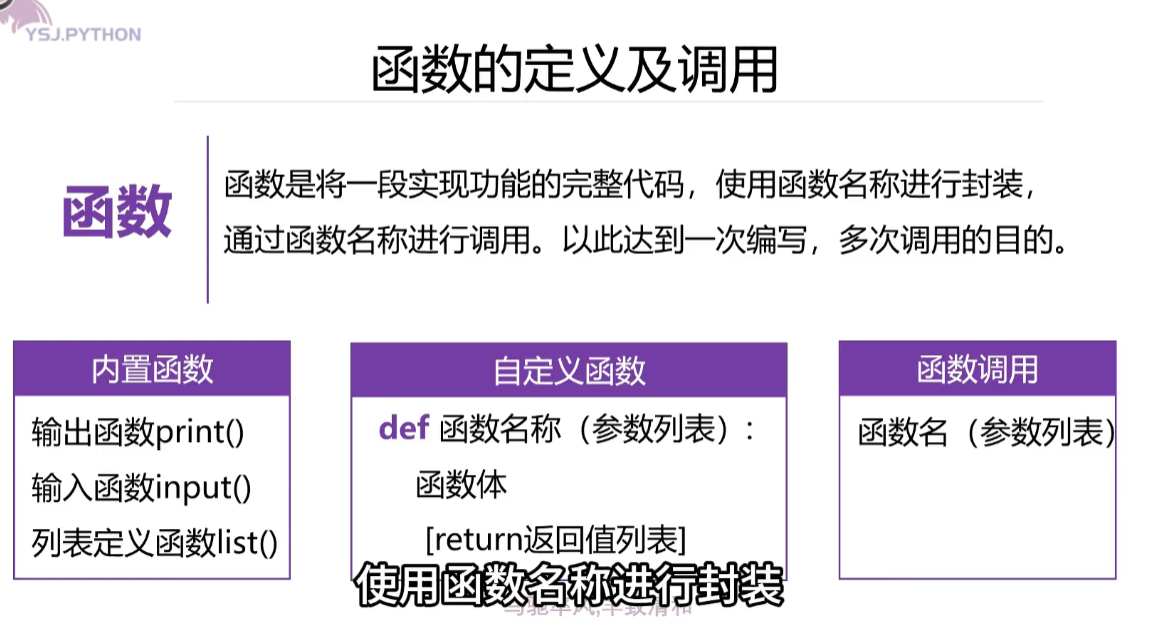 YSJ.PYTHON
函数的定义及调用
函数
函数是将一段实现功能的完整代码，使用函数名称进行封装，
通过函数名称进行调用。以此达到一次编写，多次调用的目的。
内置函数
输出函数print()
输入函数input()
列表定义函数list()
自定义函数
def 函数名称（参数列表）:
函数体
[return返回值列表]
函数调用
函数名（参数列表）
使用函数名称进行封装